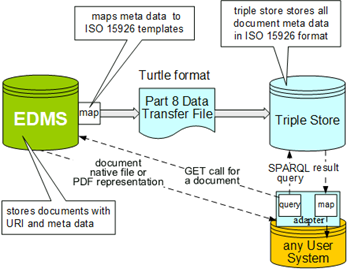 maps meta data to
ISO 15926 templates
triple store stores all
document meta data
in ISO 15926 format
Turtle format
EDMS
map
Part 8 Data
Transfer File
Triple Store
document
native file or
PDF representation
GET call for
a document
SPARQL
query
result
stores documents with
URI and meta data
query
map
adapter
any User
System